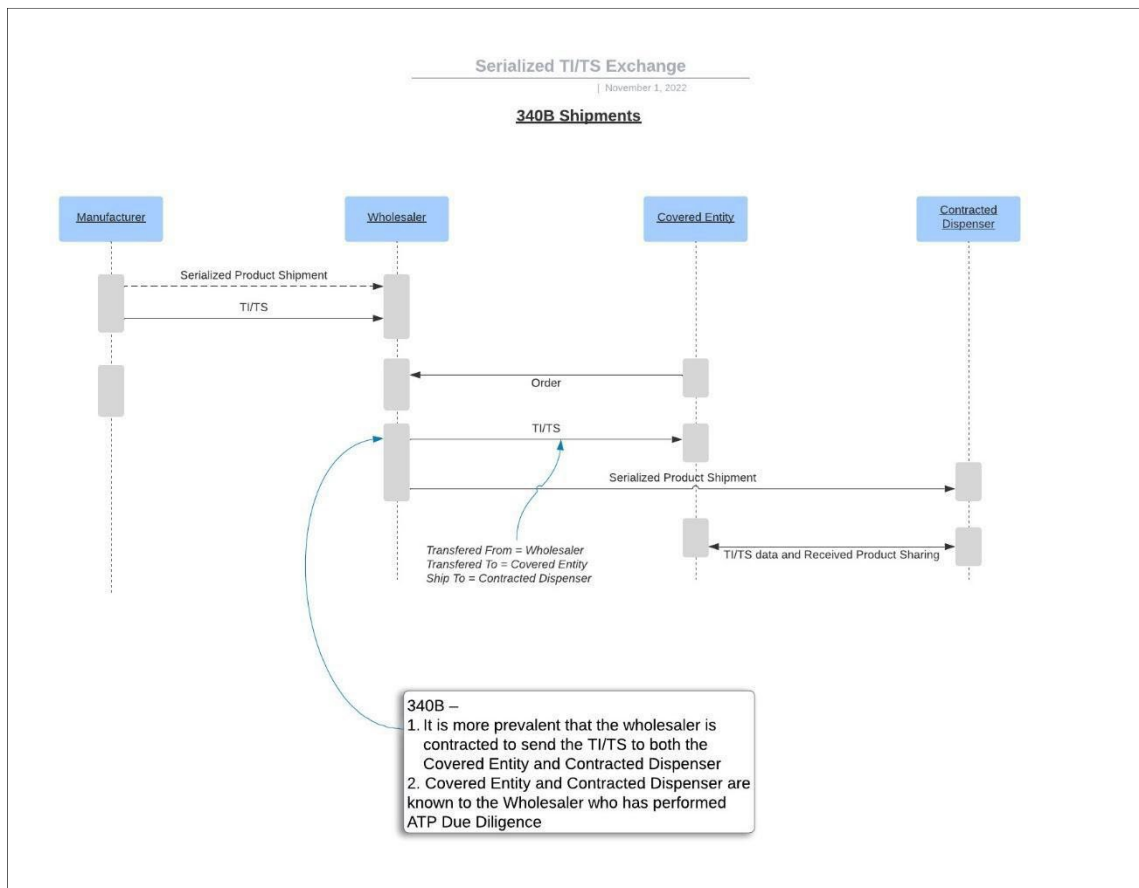 Serialized TI/TS Exchange
| November 1, 2022
340B Shipments
Manufacturer
Wholesaler
Covered Entity
Contracted
Dispenser
Serialized Product Shipment
TI/TS
Order
TI/TS
Serialized Product Shipment
Transfered From = Wholesaler
Transfered To = Covered Entity
Ship To = Contracted Dispenser
TI/TS data and Received Product Sharing
340B –
1. It is more prevalent that the wholesaler is
contracted to send the TI/TS to both the
Covered Entity and Contracted Dispenser
2. Covered Entity and Contracted Dispenser are
known to the Wholesaler who has performed
ATP Due Diligence